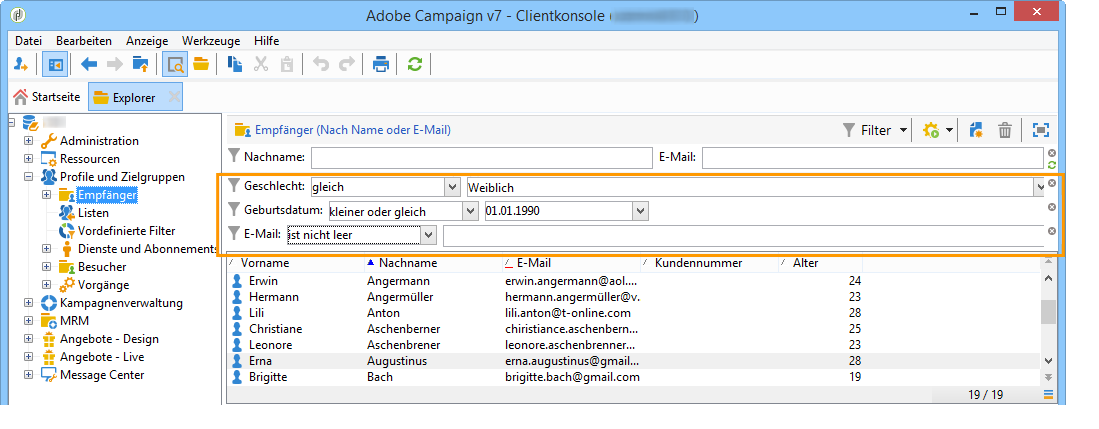 Adobe Campaign v7 - Clientkonsole ( )
Datei Bearbeiten Anzeige Werkzeuge Hilfe
Startseite Explorer
Administration
Ressourcen
Profile und Zielgruppen
Empfänger
Listen
Vordefinierte Filter
Dienste und Abonnements
Besucher
Vorgänge
Kampagnenverwaltung
MRM
Angebote - Design
Angebote - Live
Message Center
Empfänger (Nach Name oder E-Mail) Filter
Nachname: E-Mail:
Geschlecht: gleich Weiblich
Geburtsdatum: kleiner oder gleich 01.01.1990
E-Mail: ist nicht leer
Vorname Nachname E-Mail Kundennummer Alter
Erwin Angermann erwin.angermann@aol.... 24
Hermann Angermüller hermann.angermüller@v. 23
Lili Anton lili.anton@t-online.com 28
Christiane Aschenberner chiristiance.aschenbern... 25
Leonore Aschenberner leonore.aschenbrenner... 23
Erna Augustinus erna.augustinus@gmail... 28
Brigitte Bach brigitte.bach@gmail.com 19
19 / 19